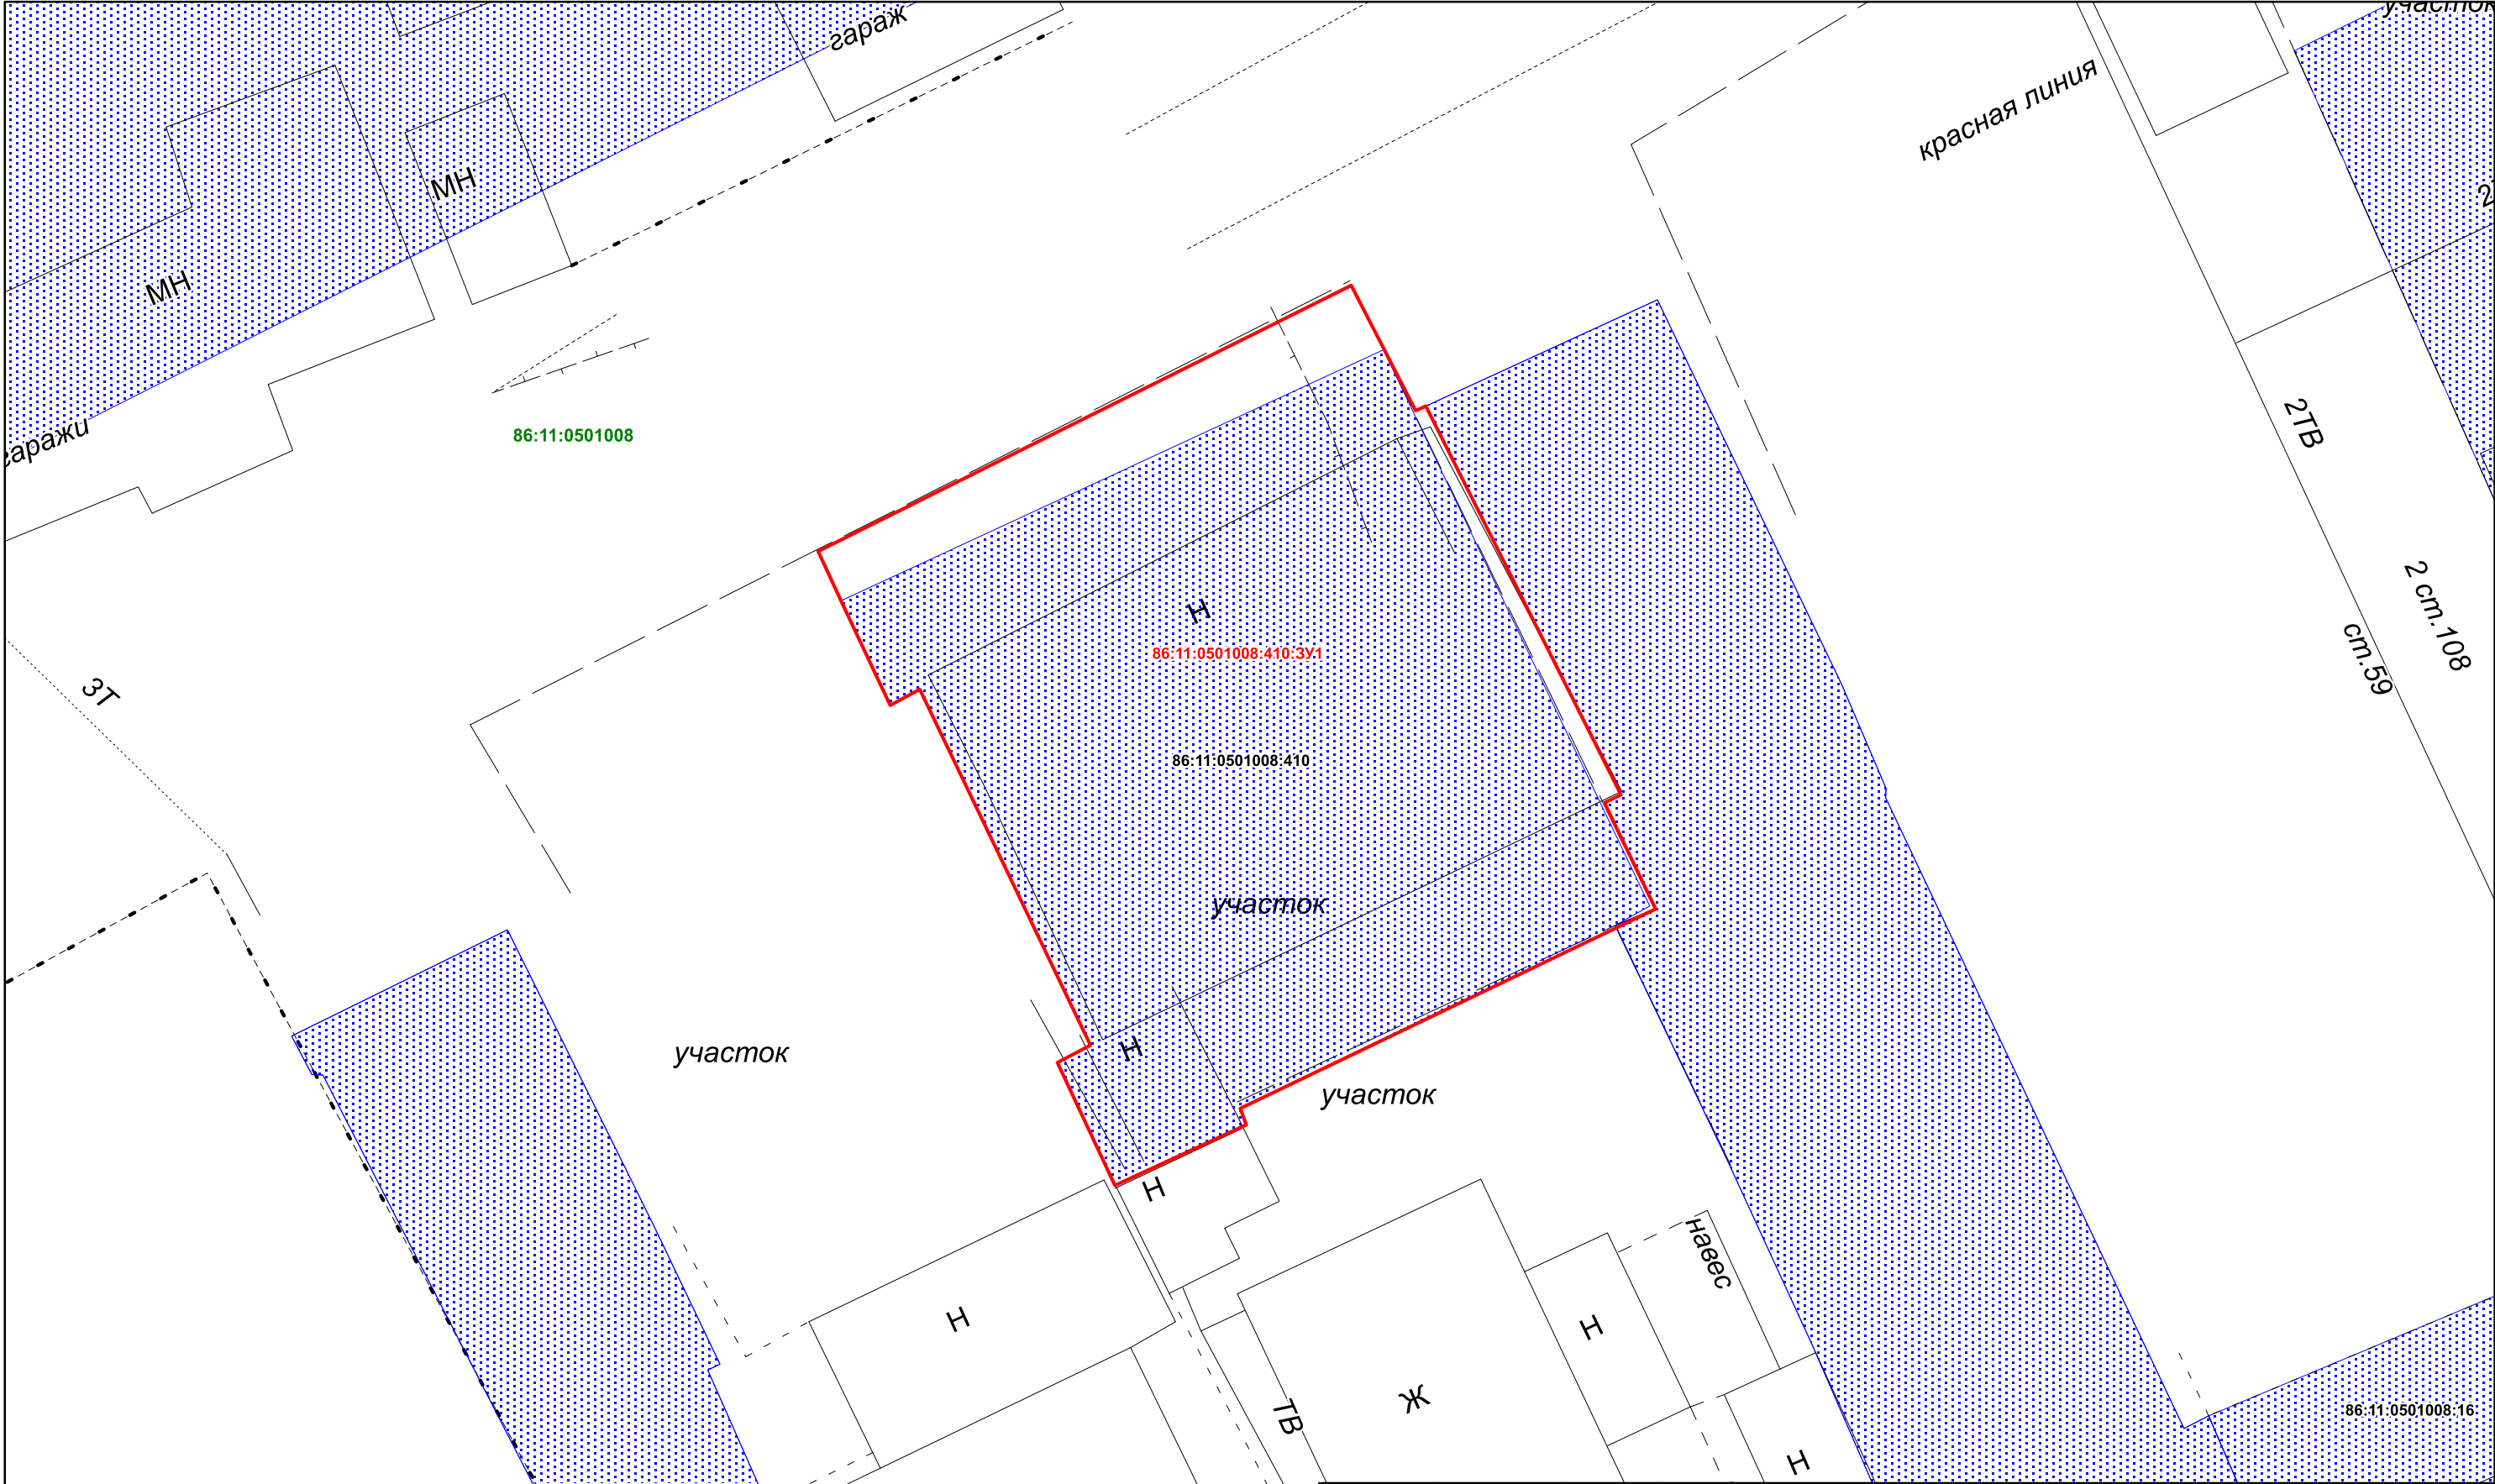 гараж
участок
красная линия
МН
МН
гаражи
86:11:0501008
2ТВ
Н
86:11:0501008:410:ЗУ1
2 ст.108
ст.59
3Т
86:11:0501008:410
участок
участок
Н
участок
Н
навес
Н
Н
ТВ
Ж
86:11:0501008:16
Н